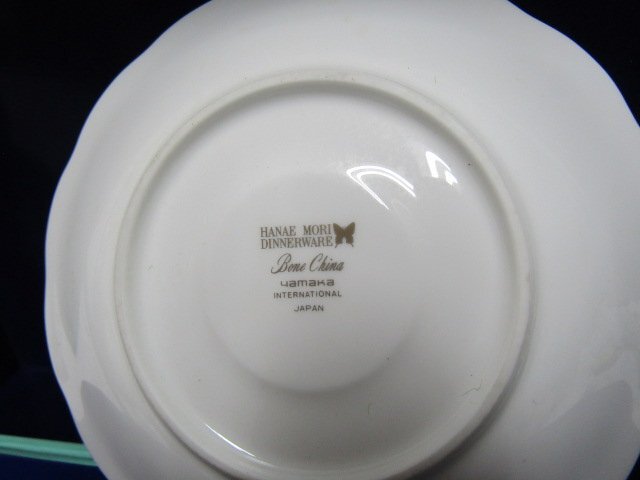 HANAE MORI
DINNERWARE
Bone China
yamaka
INTERNATIONAL
JAPAN